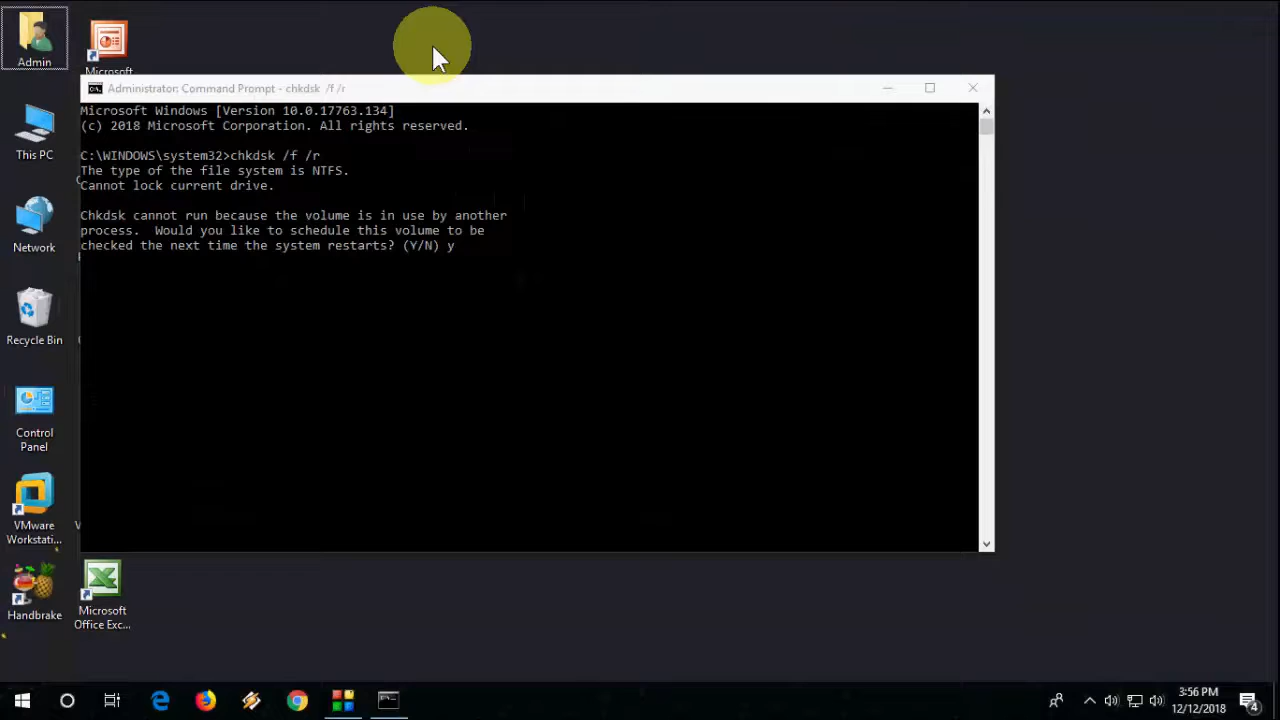 Admin
Microsoft
Administrator: Command Prompt - chkdsk /f /r
Microsoft Windows [Version 10.0.17763.134]
(c) 2018 Microsoft Corporation. All rights reserved.
C:\WINDOWS\system32>chkdsk /f /r
The type of the file system is NTFS.
Cannot lock current drive.
Chkdsk cannot run because the volume is in use by another
process.  Would you like to schedule this volume to be
checked the next time the system restarts? (Y/N) y
This PC
Network
Recycle Bin
Control
Panel
VMware
Workstati...
Handbrake
Microsoft
Office Exc...
3:56 PM
12/12/2018
4